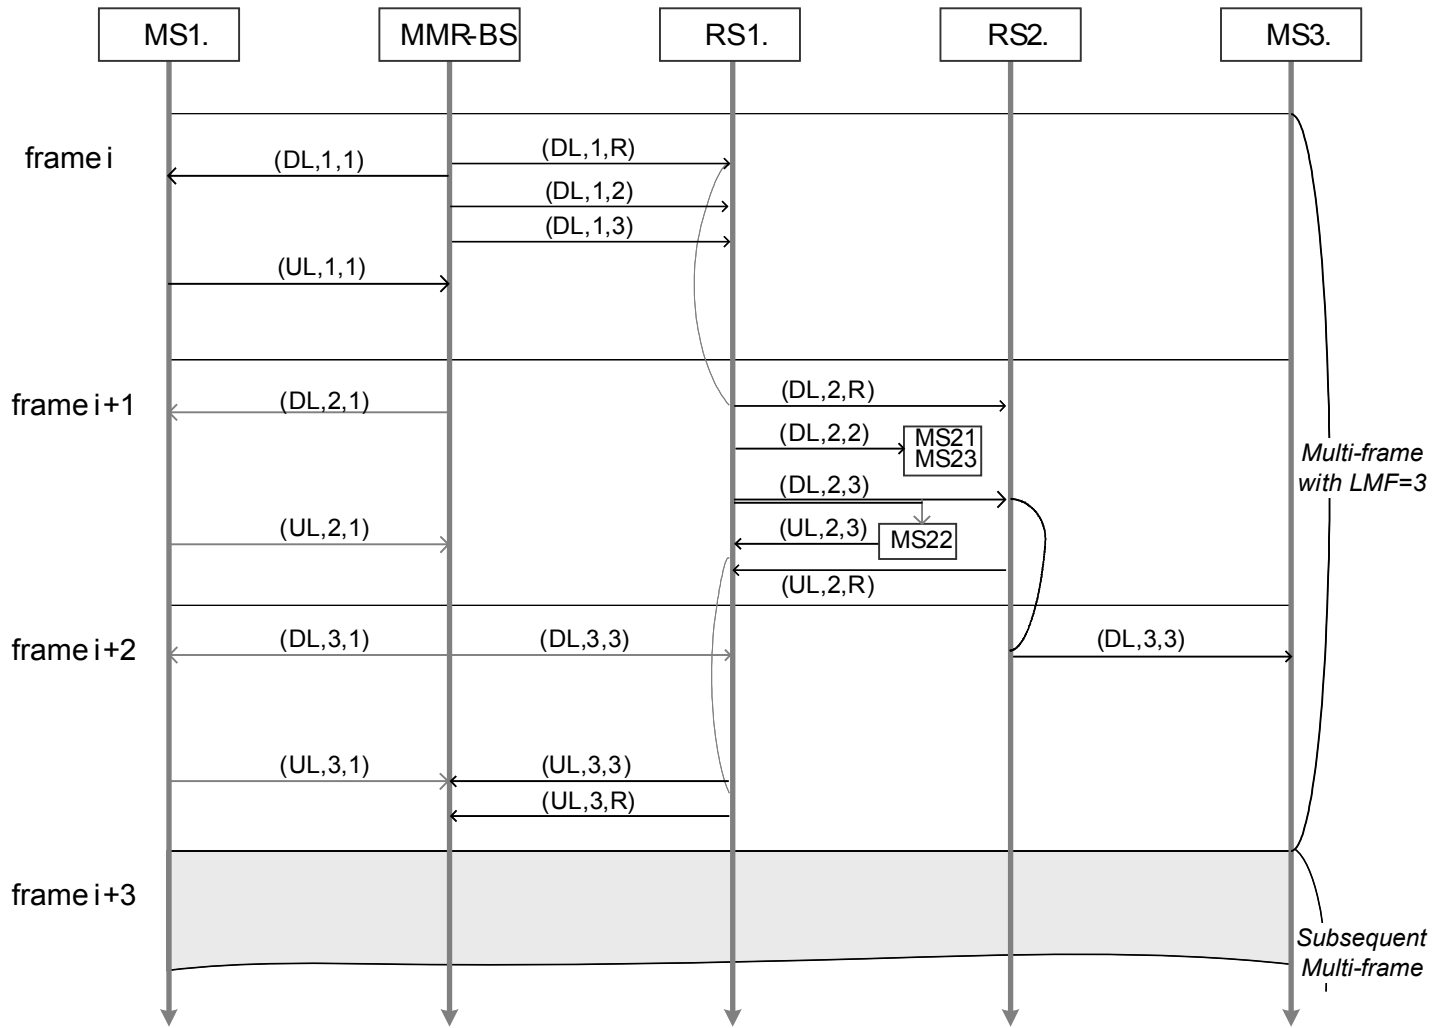 MS1. MMR-BS RS1. RS2. MS3.
frame i
(DL,1,1)
(DL,1,R)
(DL,1,2)
(DL,1,3)
(UL,1,1)
frame i+1
(DL,2,1)
(DL,2,R)
(DL,2,2)
MS21
MS23
(DL,2,3)
(UL,2,1)
(UL,2,3)
MS22
(UL,2,R)
Multi-frame
with LMF=3
frame i+2
(DL,3,1)
(DL,3,3)
(DL,3,3)
(UL,3,1)
(UL,3,3)
(UL,3,R)
frame i+3
Subsequent
Multi-frame